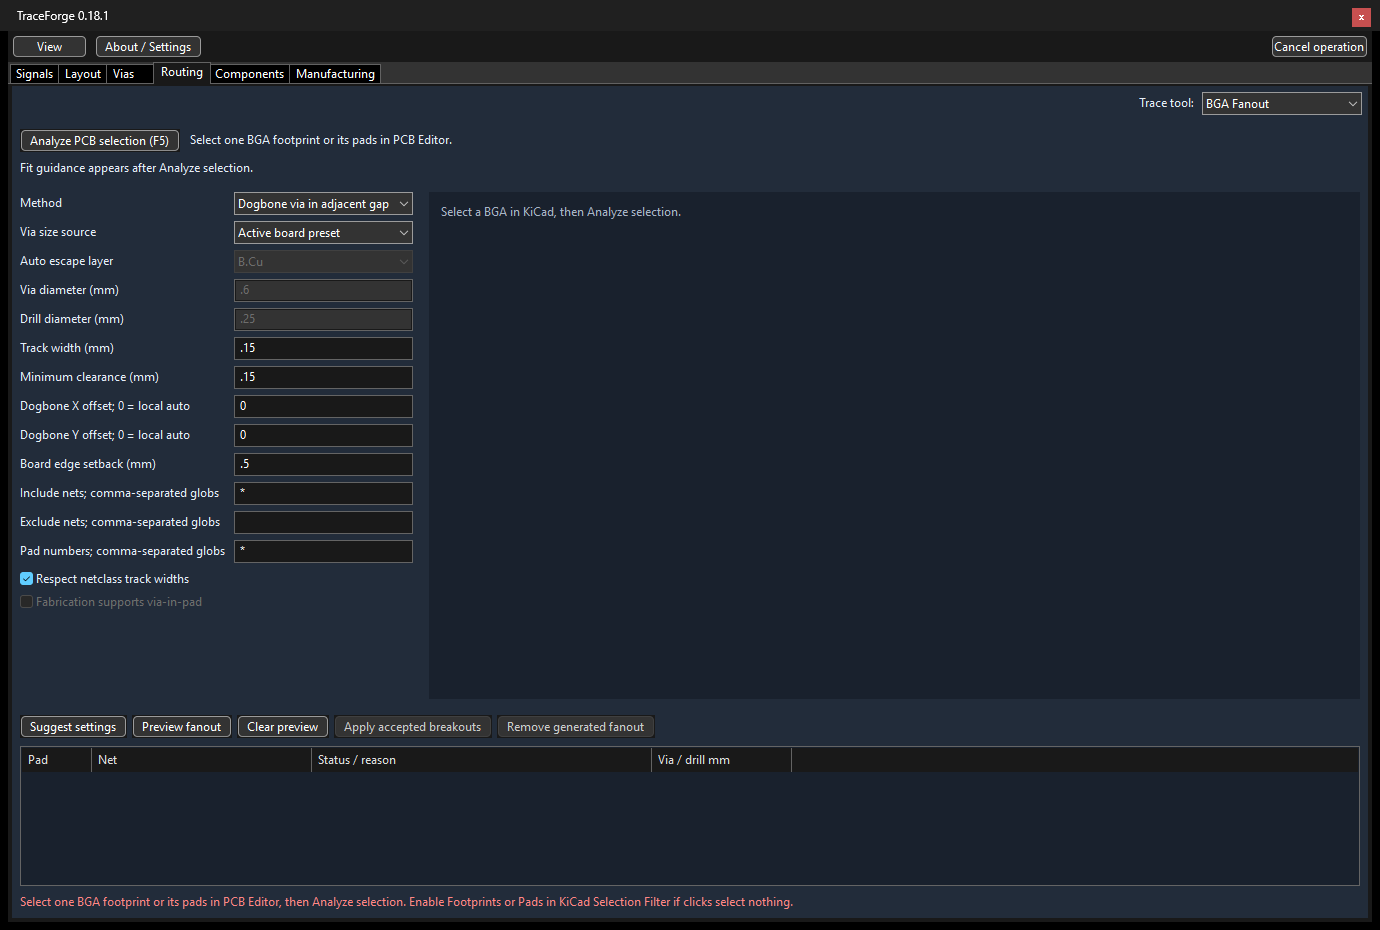 TraceForge 0.18.1
x
View
About / Settings
Cancel operation
Signals
Layout
Vias
Routing
Components
Manufacturing
Trace tool:
BGA Fanout
Analyze PCB selection (F5)
Select one BGA footprint or its pads in PCB Editor.
Fit guidance appears after Analyze selection.
Method
Dogbone via in adjacent gap
Select a BGA in KiCad, then Analyze selection.
Via size source
Active board preset
Auto escape layer
B.Cu
Via diameter (mm)
.6
Drill diameter (mm)
.25
Track width (mm)
.15
Minimum clearance (mm)
.15
Dogbone X offset; 0 = local auto
0
Dogbone Y offset; 0 = local auto
0
Board edge setback (mm)
.5
Include nets; comma-separated globs
*
Exclude nets; comma-separated globs
Pad numbers; comma-separated globs
*
Respect netclass track widths
Fabrication supports via-in-pad
Suggest settings
Preview fanout
Clear preview
Apply accepted breakouts
Remove generated fanout
Pad
Net
Status / reason
Via / drill mm
Select one BGA footprint or its pads in PCB Editor, then Analyze selection. Enable Footprints or Pads in KiCad Selection Filter if clicks select nothing.